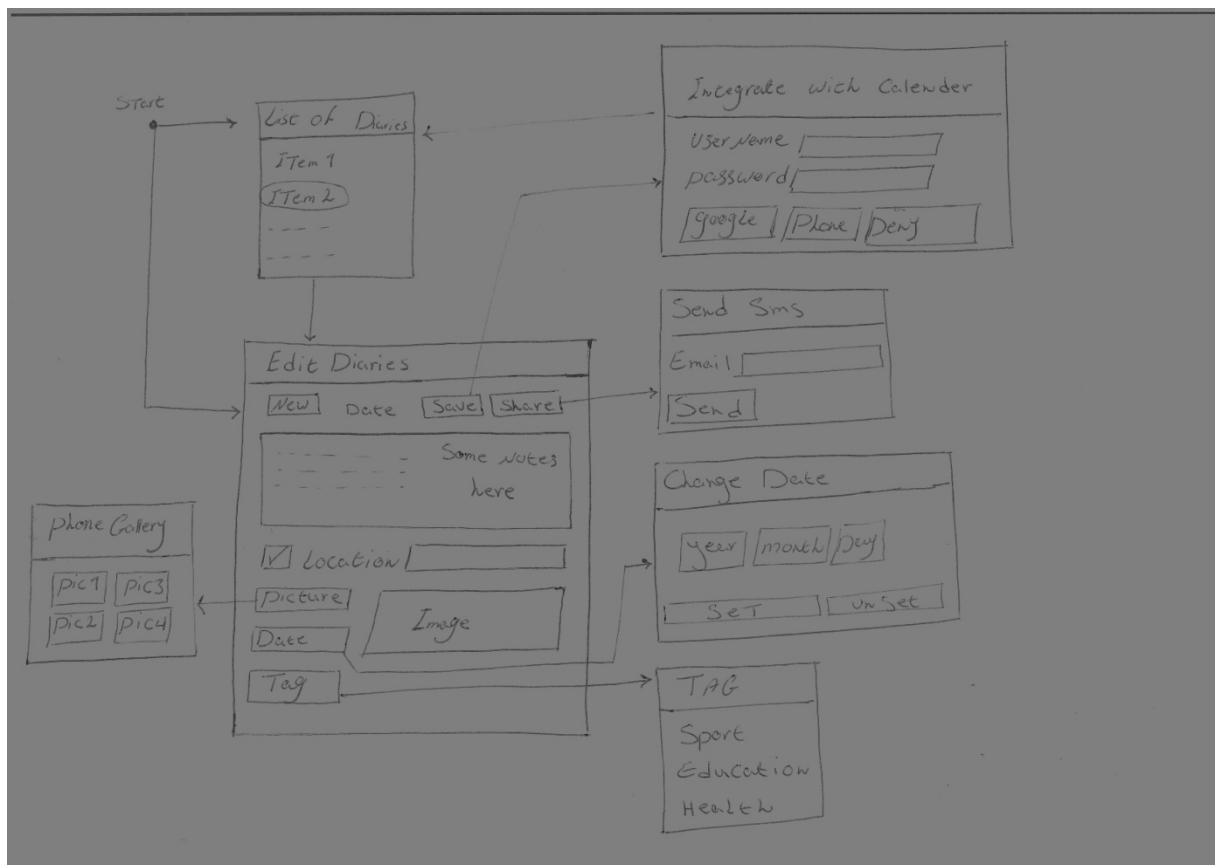 Start
List of Diaries
ITem 1
ITem 2
Integrate with Calender
UserName
password
google Phone Deny
Send Sms
Email
Send
Edit Diaries
New Date Save Share
Some Notes
here
Location
Picture
Image
Date
Tag
Phone Gallery
pic1 pic3
pic2 pic4
Change Date
year month Day
SeT UnSet
TAG
Sport
Education
Health